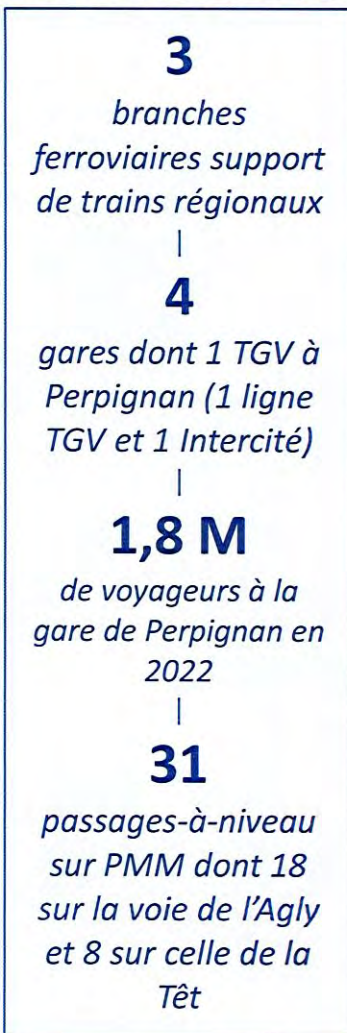 3
branches
ferroviaires support
de trains régionaux
4
gares dont 1 TGV à
Perpignan (1 ligne
TGV et 1 Intercité)
1,8 M
de voyageurs à la
gare de Perpignan en
2022
31
passages-à-niveau
sur PMM dont 18
sur la voie de l'Agly
et 8 sur celle de la
Têt